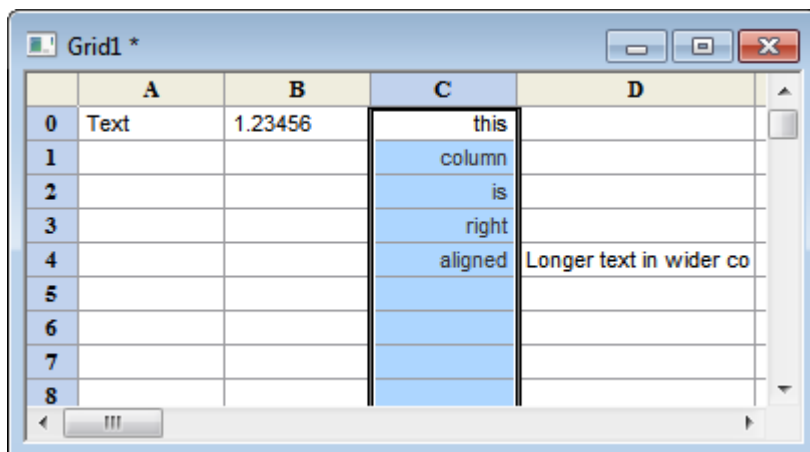 Grid1 *
A B C D
0 Text 1.23456 this
1 column
2 is
3 right
4 aligned Longer text in wider co
5
6
7
8